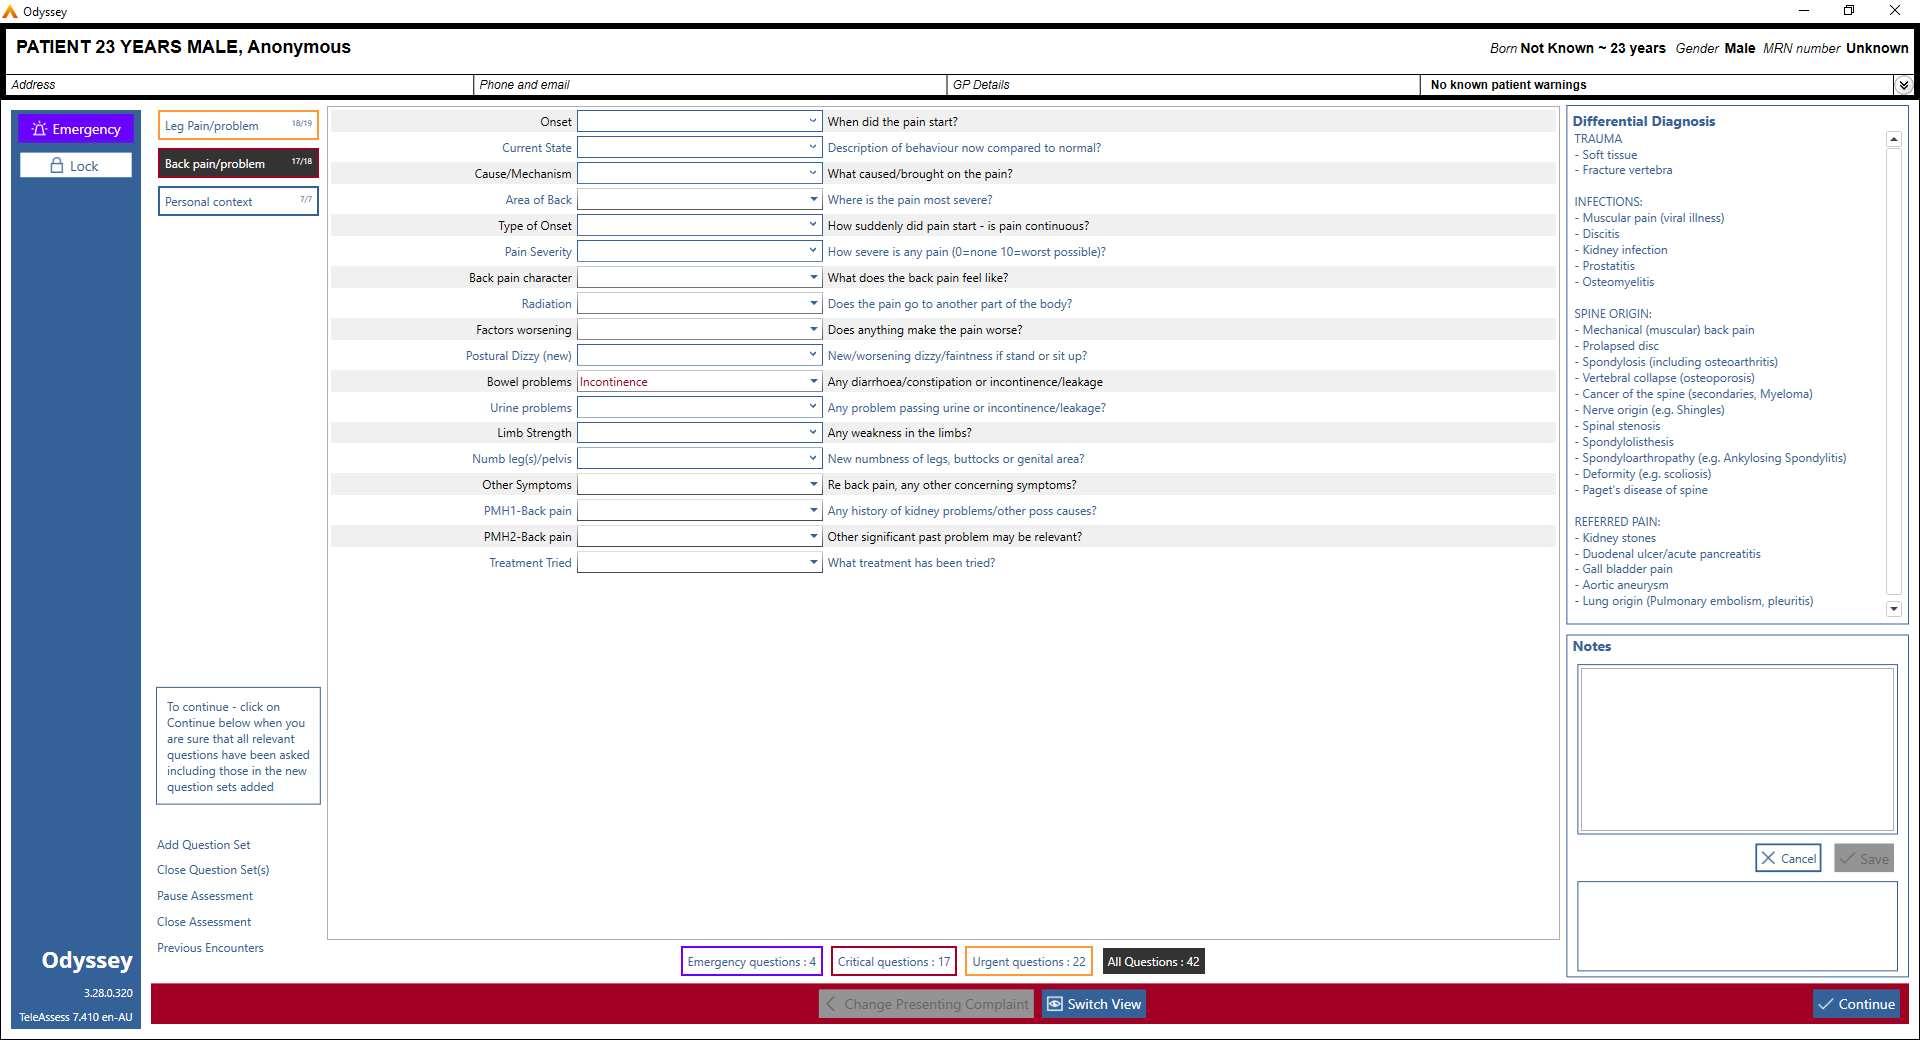 Odyssey
PATIENT 23 YEARS MALE, Anonymous
Born Not Known ~ 23 years Gender Male MRN number Unknown
Address
Phone and email
GP Details
No known patient warnings
Emergency
Lock
Leg Pain/problem 18/19
Back pain/problem 17/18
Personal context 7/7
Onset When did the pain start?
Current State Description of behaviour now compared to normal?
Cause/Mechanism What caused/brought on the pain?
Area of Back Where is the pain most severe?
Type of Onset How suddenly did pain start - is pain continuous?
Pain Severity How severe is any pain (0=none 10=worst possible)?
Back pain character What does the back pain feel like?
Radiation Does the pain go to another part of the body?
Factors worsening Does anything make the pain worse?
Postural Dizzy (new) New/worsening dizzy/faintness if stand or sit up?
Bowel problems Incontinence Any diarrhoea/constipation or incontinence/leakage
Urine problems Any problem passing urine or incontinence/leakage?
Limb Strength Any weakness in the limbs?
Numb leg(s)/pelvis New numbness of legs, buttocks or genital area?
Other Symptoms Re back pain, any other concerning symptoms?
PMH1-Back pain Any history of kidney problems/other poss causes?
PMH2-Back pain Other significant past problem may be relevant?
Treatment Tried What treatment has been tried?
Differential Diagnosis
TRAUMA
- Soft tissue
- Fracture vertebra
INFECTIONS:
- Muscular pain (viral illness)
- Discitis
- Kidney infection
- Prostatitis
- Osteomyelitis
SPINE ORIGIN:
- Mechanical (muscular) back pain
- Prolapsed disc
- Spondylosis (including osteoarthritis)
- Vertebral collapse (osteoporosis)
- Cancer of the spine (secondaries, Myeloma)
- Nerve origin (e.g. Shingles)
- Spinal stenosis
- Spondylolisthesis
- Spondyloarthropathy (e.g. Ankylosing Spondylitis)
- Deformity (e.g. scoliosis)
- Paget's disease of spine
REFERRED PAIN:
- Kidney stones
- Duodenal ulcer/acute pancreatitis
- Gall bladder pain
- Aortic aneurysm
- Lung origin (Pulmonary embolism, pleuritis)
Notes
Cancel
Save
To continue - click on
Continue below when you
are sure that all relevant
questions have been asked
including those in the new
question sets added
Add Question Set
Close Question Set(s)
Pause Assessment
Close Assessment
Previous Encounters
Odyssey
3.28.0.320
TeleAssess 7.410 en-AU
Emergency questions : 4
Critical questions : 17
Urgent questions : 22
All Questions : 42
Change Presenting Complaint
Switch View
Continue